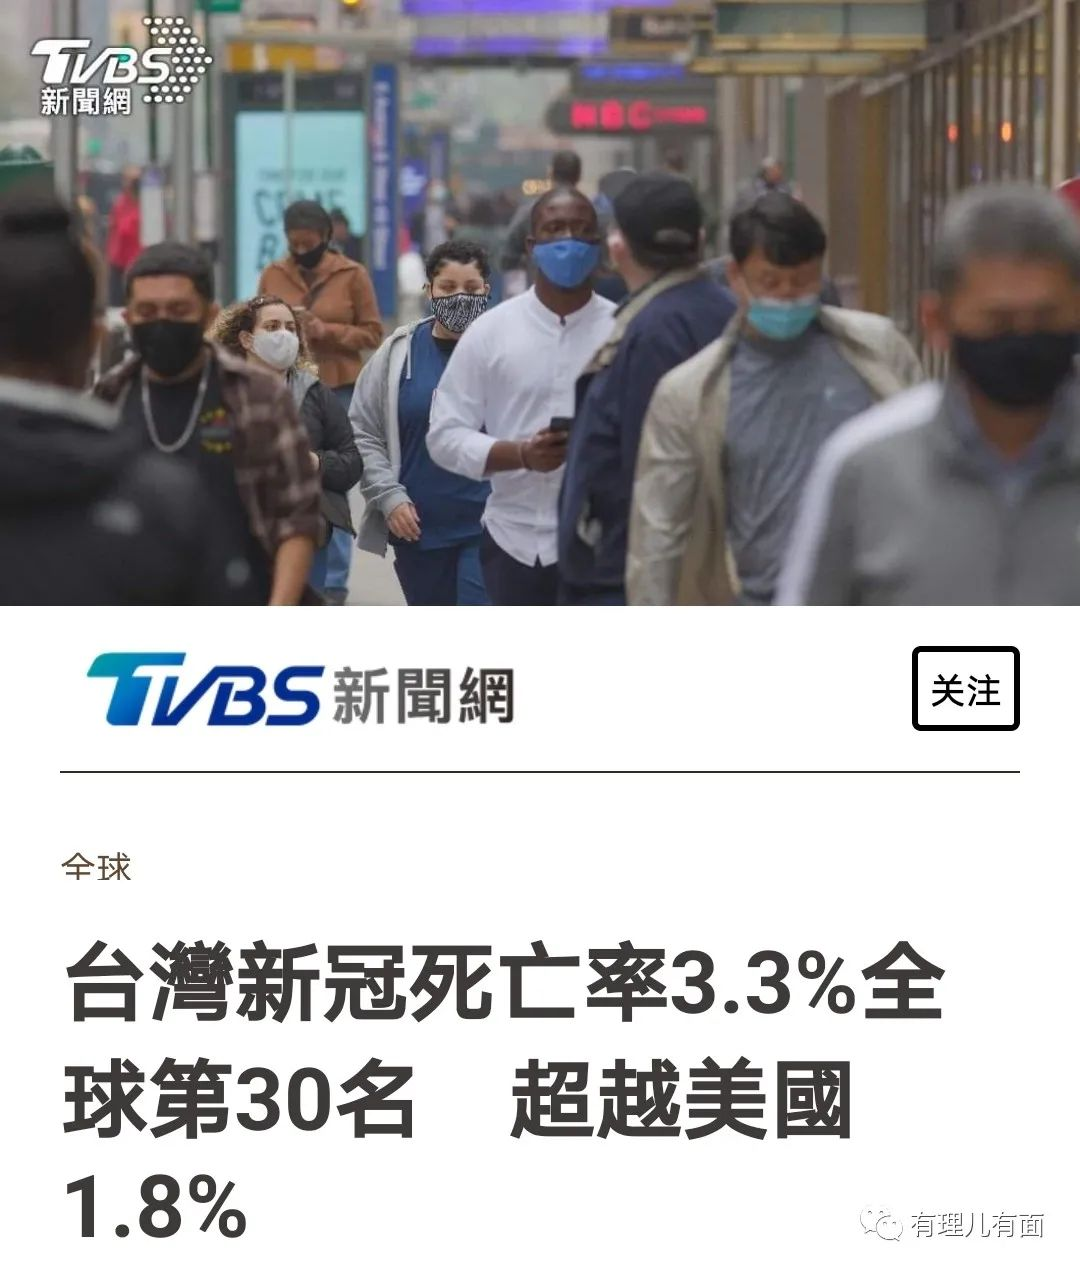 TVBS
新聞網
NBC
TVBS新聞網
关注
全球
台灣新冠死亡率3.3%全
球第30名 超越美國
1.8%
有理儿有面